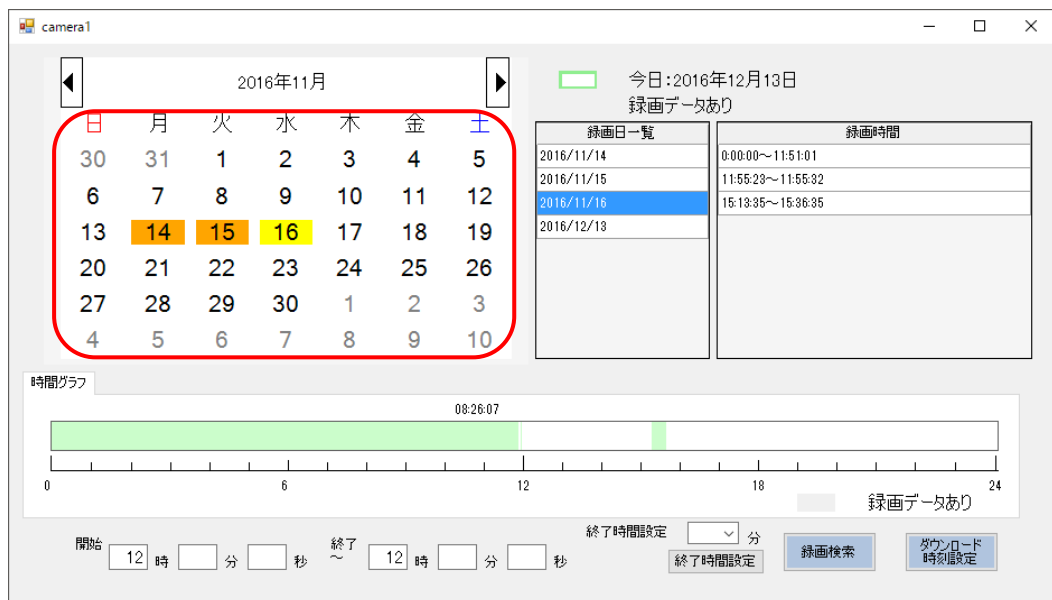 camera1
2016年11月
日 月 火 水 木 金 土
30 31 1 2 3 4 5
6 7 8 9 10 11 12
13 14 15 16 17 18 19
20 21 22 23 24 25 26
27 28 29 30 1 2 3
4 5 6 7 8 9 10
今日:2016年12月13日
録画データあり
録画日一覧
2016/11/14
2016/11/15
2016/11/16
2016/12/13
録画時間
0:00:00～11:51:01
11:55:23～11:55:32
15:13:35～15:36:35
時間グラフ
08:26:07
0 6 12 18 24
録画データあり
開始 12 時 分 秒 終了 ～ 12 時 分 秒
終了時間設定 分
終了時間設定
録画検索
ダウンロード
時刻設定